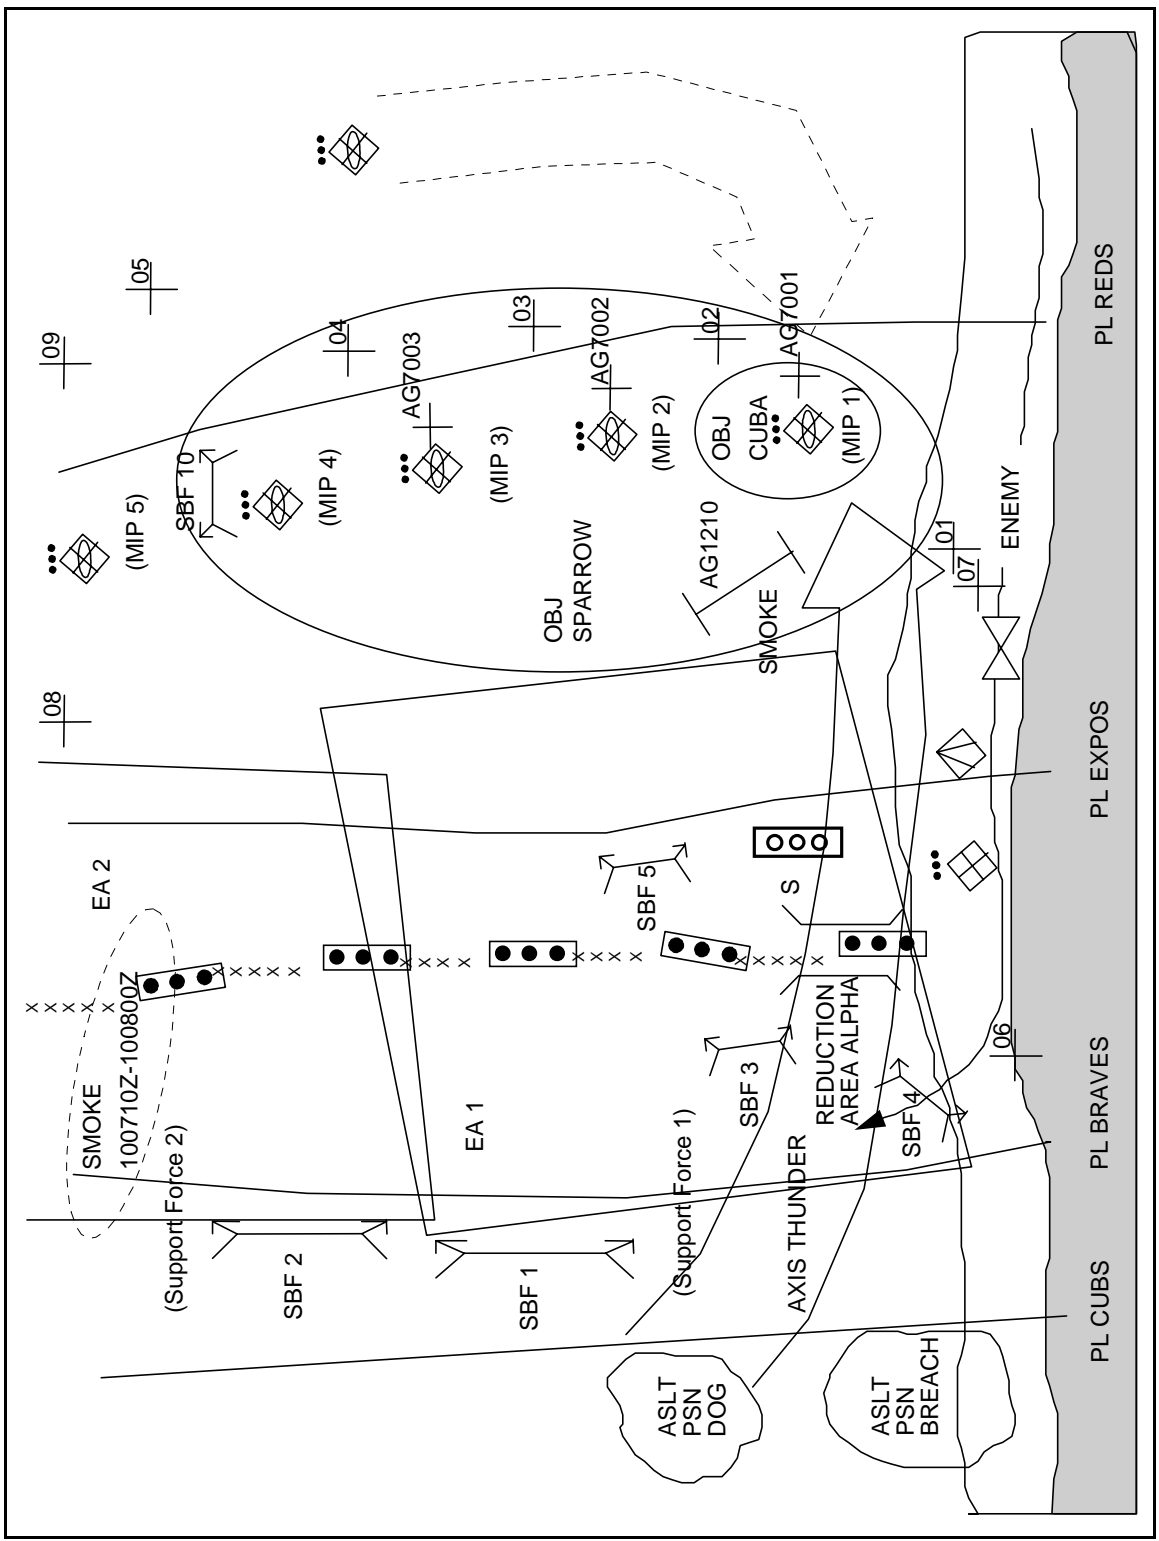 09
05
08
EA 2
SMOKE
100710Z-100800Z
(Support Force 2)
SBF 2
(MIP 5)
SBF 10
(MIP 4)
04
AG7003
(MIP 3)
03
AG7002
(MIP 2)
02
AG7001
OBJ
CUBA
(MIP 1)
OBJ
SPARROW
AG1210
SMOKE
EA 1
SBF 1
SBF 5
S
SBF 3
REDUCTION
AREA ALPHA
SBF 4
(Support Force 1)
AXIS THUNDER
ASLT
PSN
DOG
ASLT
PSN
BREACH
01
07
ENEMY
06
PL CUBS
PL BRAVES
PL EXPOS
PL REDS
x x x x x
x x x x x
x x x x
x x x x
x x x x x